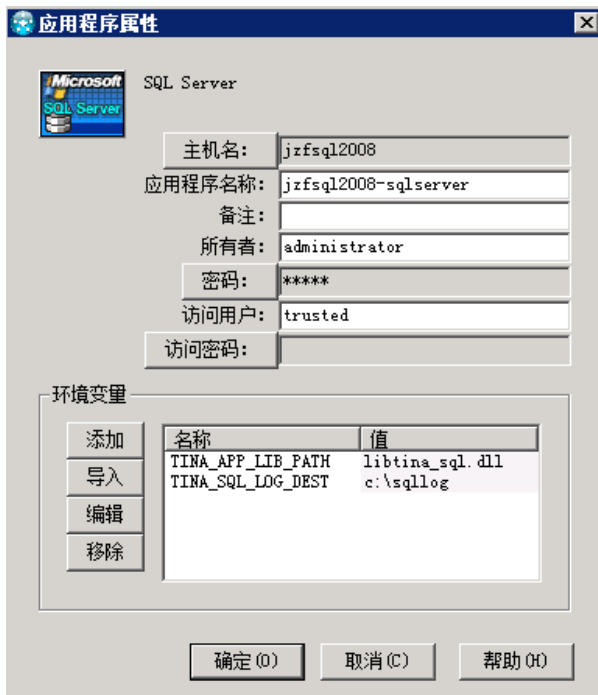 应用程序属性
Microsoft
SQL Server
SQL Server
主机名: jzfsql2008
应用程序名称: jzfsql2008-sqlserver
备注:
所有者: administrator
密码: *****
访问用户: trusted
访问密码:
环境变量
添加
导入
编辑
移除
名称 值
TINA_APP_LIB_PATH libtina_sql.dll
TINA_SQL_LOG_DEST c:\sqllog
确定(O) 取消(C) 帮助(H)